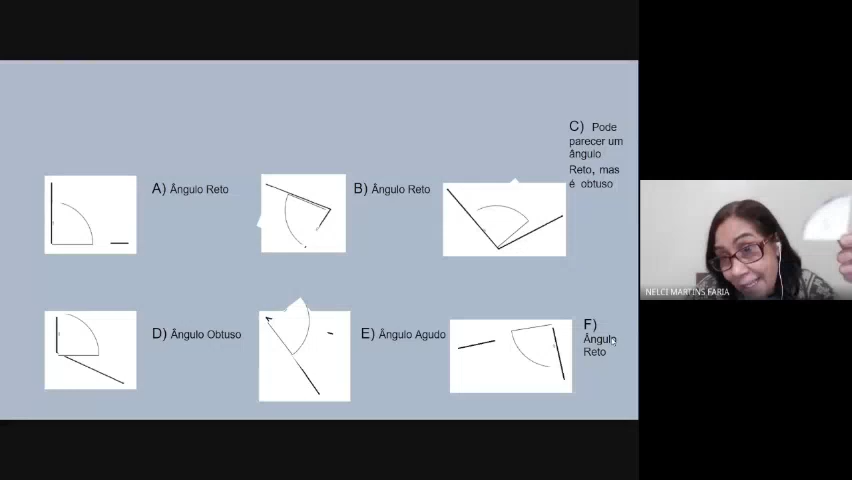 C) Pode
parecer um
ângulo
Reto, mas
é obtuso
A) Ângulo Reto
B) Ângulo Reto
D) Ângulo Obtuso
E) Ângulo Agudo
F)
Ângulo
Reto
NELCI MARTINS FARIA